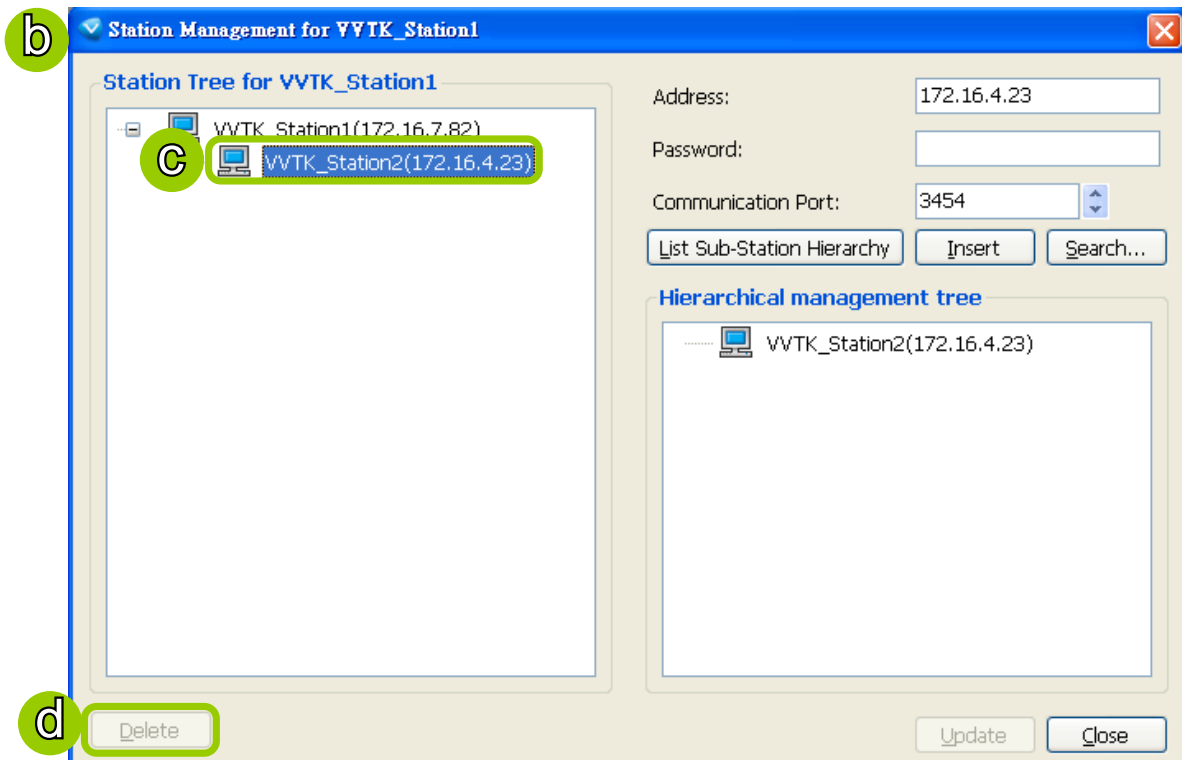 b
Station Management for VVTK_Station1
Station Tree for VVTK_Station1
VVTK_Station1(172.16.7.82)
c
VVTK_Station2(172.16.4.23)
Address:
172.16.4.23
Password:
Communication Port:
3454
List Sub-Station Hierarchy
Insert
Search...
Hierarchical management tree
VVTK_Station2(172.16.4.23)
d
Delete
Update
Close